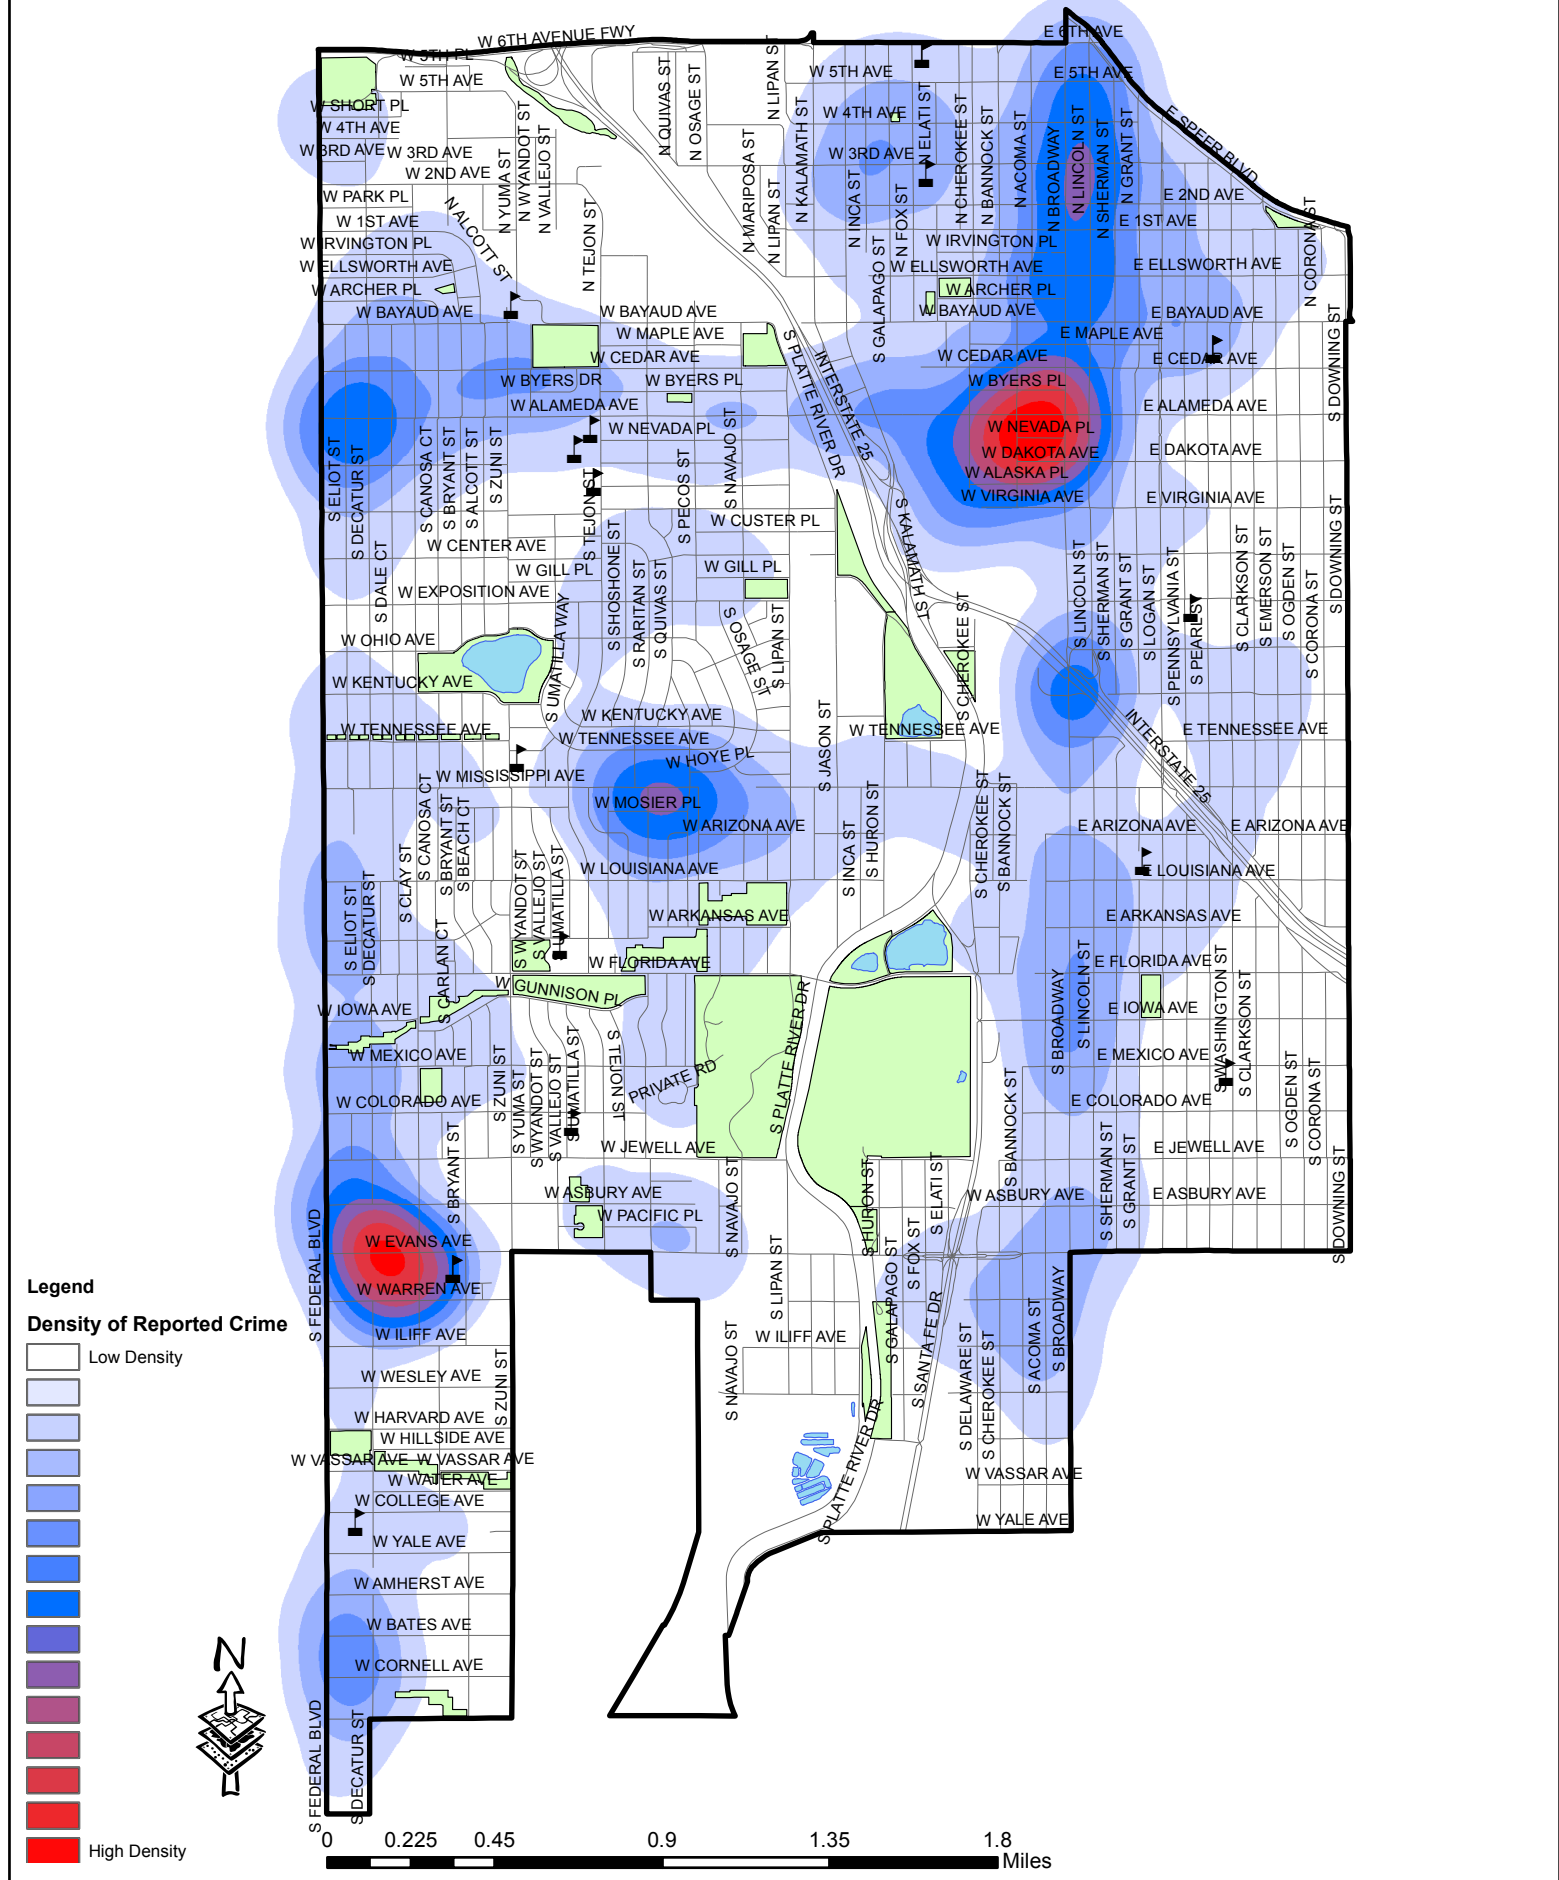 W 6TH AVENUE FWY
E 6TH AVE
W 5TH PL
W 5TH AVE
W 5TH AVE
E 5TH AVE
W SHORT PL
W 4TH AVE
W 4TH AVE
W 3RD AVE
W 3RD AVE
W 3RD AVE
W 2ND AVE
E 2ND AVE
E SPEER BLVD
W PARK PL
W 1ST AVE
E 1ST AVE
W IRVINGTON PL
W IRVINGTON PL
W ELLSWORTH AVE
W ELLSWORTH AVE
E ELLSWORTH AVE
W ARCHER PL
W ARCHER PL
W BAYAUD AVE
W BAYAUD AVE
W BAYAUD AVE
E BAYAUD AVE
N ALCOTT ST
N YUMA ST
N WYANDOT ST
N VALLEJO ST
N TEJON ST
N QUIVAS ST
N OSAGE ST
N MARIPOSA ST
N LIPAN ST
N LIPAN ST
N KALAMATH ST
N INCA ST
N FOX ST
N ELATI ST
N CHEROKEE ST
N BANNOCK ST
N ACOMA ST
N BROADWAY
N LINCOLN ST
N SHERMAN ST
N GRANT ST
N CORONA ST
S GALAPAGO ST
W MAPLE AVE
E MAPLE AVE
W CEDAR AVE
W CEDAR AVE
E CEDAR AVE
W BYERS DR
W BYERS PL
W BYERS PL
W ALAMEDA AVE
E ALAMEDA AVE
W NEVADA PL
W NEVADA PL
W DAKOTA AVE
E DAKOTA AVE
W ALASKA PL
W VIRGINIA AVE
E VIRGINIA AVE
S PLATTE RIVER DR
INTERSTATE 25
S KALAMATH ST
S DOWNING ST
S ELIOT ST
S DECATUR ST
S DALE CT
S CANOSA CT
S BRYANT ST
S ALCOTT ST
S ZUNI ST
S TEJON ST
S SHOSHONE ST
S RARITAN ST
S QUIVAS ST
S PECOS ST
S NAVAJO ST
W CUSTER PL
W CENTER AVE
W GILL PL
W GILL PL
W EXPOSITION AVE
S OSAGE ST
S LIPAN ST
S UMATILLA WAY
S CHEROKEE ST
S LINCOLN ST
S SHERMAN ST
S GRANT ST
S LOGAN ST
S PENNSYLVANIA ST
S PEARL ST
S CLARKSON ST
S EMERSON ST
S OGDEN ST
S CORONA ST
S DOWNING ST
W OHIO AVE
W KENTUCKY AVE
W KENTUCKY AVE
W TENNESSEE AVE
W TENNESSEE AVE
W TENNESSEE AVE
E TENNESSEE AVE
W HOYE PL
W MISSISSIPPI AVE
W MOSIER PL
W ARIZONA AVE
E ARIZONA AVE
E ARIZONA AVE
INTERSTATE 25
S JASON ST
S INCA ST
S HURON ST
S CHEROKEE ST
S BANNOCK ST
S CANOSA CT
S BRYANT ST
S BEACH CT
S CLAY ST
S ELIOT ST
S DECATUR ST
S WYANDOT ST
S VALLEJO ST
S UMATILLA ST
W LOUISIANA AVE
E LOUISIANA AVE
W ARKANSAS AVE
E ARKANSAS AVE
W FLORIDA AVE
E FLORIDA AVE
S GARLAN CT
W GUNNISON PL
W IOWA AVE
E IOWA AVE
W MEXICO AVE
E MEXICO AVE
W COLORADO AVE
E COLORADO AVE
S ZUNI ST
S YUMA ST
S WYANDOT ST
S VALLEJO ST
S UMATILLA ST
S TEJON ST
PRIVATE RD
S PLATTE RIVER DR
S BROADWAY
S LINCOLN ST
S WASHINGTON ST
S CLARKSON ST
S OGDEN ST
S CORONA ST
S DOWNING ST
W JEWELL AVE
E JEWELL AVE
W ASBURY AVE
W ASBURY AVE
E ASBURY AVE
W PACIFIC PL
S BRYANT ST
S NAVAJO ST
S LIPAN ST
S HURON ST
S GALAPAGO ST
S FOX ST
S ELATI ST
S BANNOCK ST
S SHERMAN ST
S GRANT ST
W EVANS AVE
W WARREN AVE
W ILIFF AVE
W ILIFF AVE
S FEDERAL BLVD
W WESLEY AVE
W HARVARD AVE
W HILLSIDE AVE
W VASSAR AVE
W VASSAR AVE
W VASSAR AVE
W WATER AVE
W COLLEGE AVE
W YALE AVE
W YALE AVE
S ZUNI ST
S NAVAJO ST
S PLATTE RIVER DR
S SANTA FE DR
S DELAWARE ST
S CHEROKEE ST
S ACOMA ST
S BROADWAY
W AMHERST AVE
W BATES AVE
W CORNELL AVE
S FEDERAL BLVD
S DECATUR ST
Legend
Density of Reported Crime
Low Density
High Density
N
0 0.225 0.45 0.9 1.35 1.8
Miles